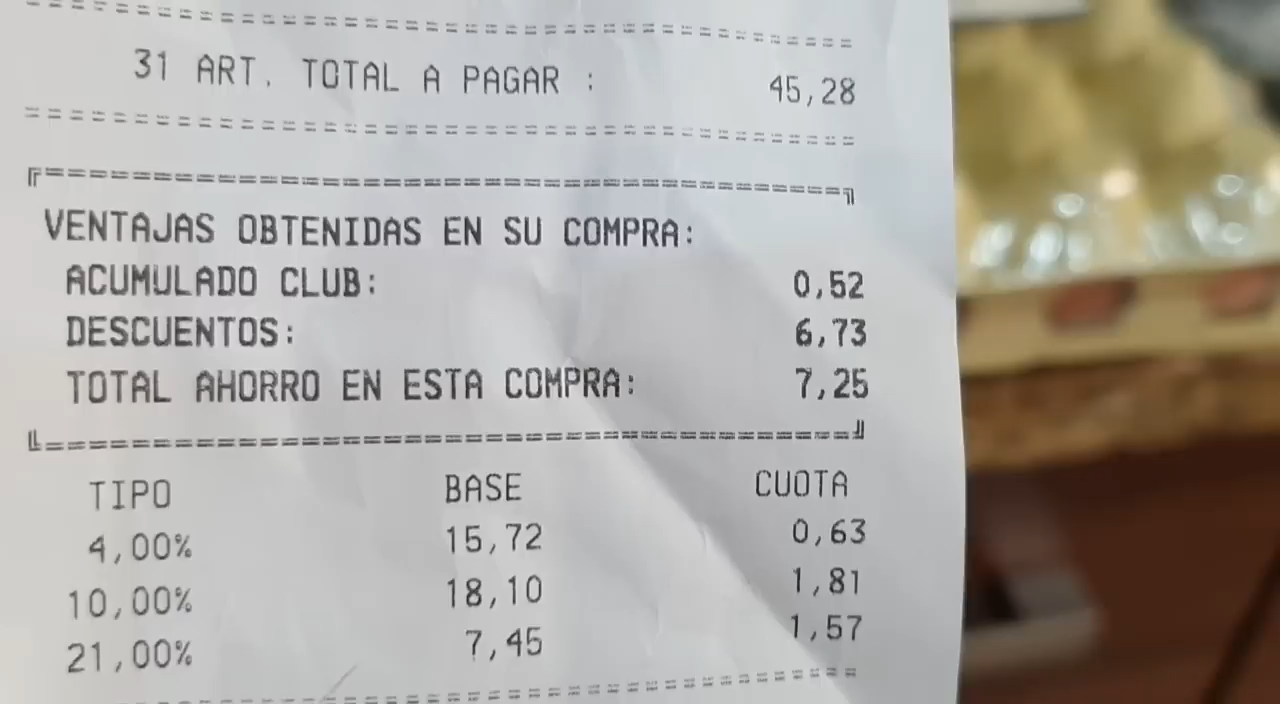 31 ART. TOTAL A PAGAR : 45,28
VENTAJAS OBTENIDAS EN SU COMPRA:
ACUMULADO CLUB: 0,52
DESCUENTOS: 6,73
TOTAL AHORRO EN ESTA COMPRA: 7,25
TIPO BASE CUOTA
4,00% 15,72 0,63
10,00% 18,10 1,81
21,00% 7,45 1,57